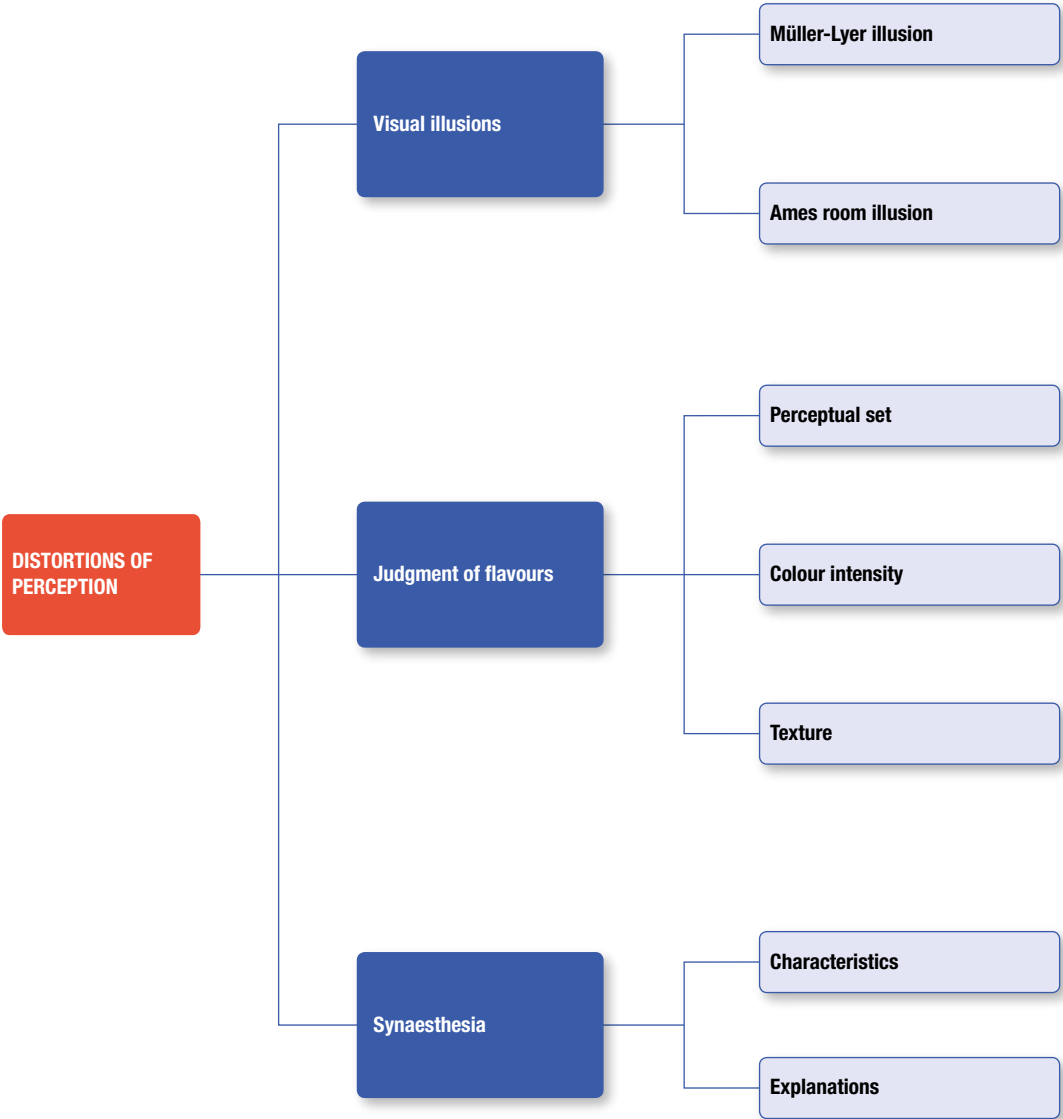 DISTORTIONS OF
PERCEPTION
Visual illusions
Müller-Lyer illusion
Ames room illusion
Judgment of flavours
Perceptual set
Colour intensity
Texture
Synaesthesia
Characteristics
Explanations